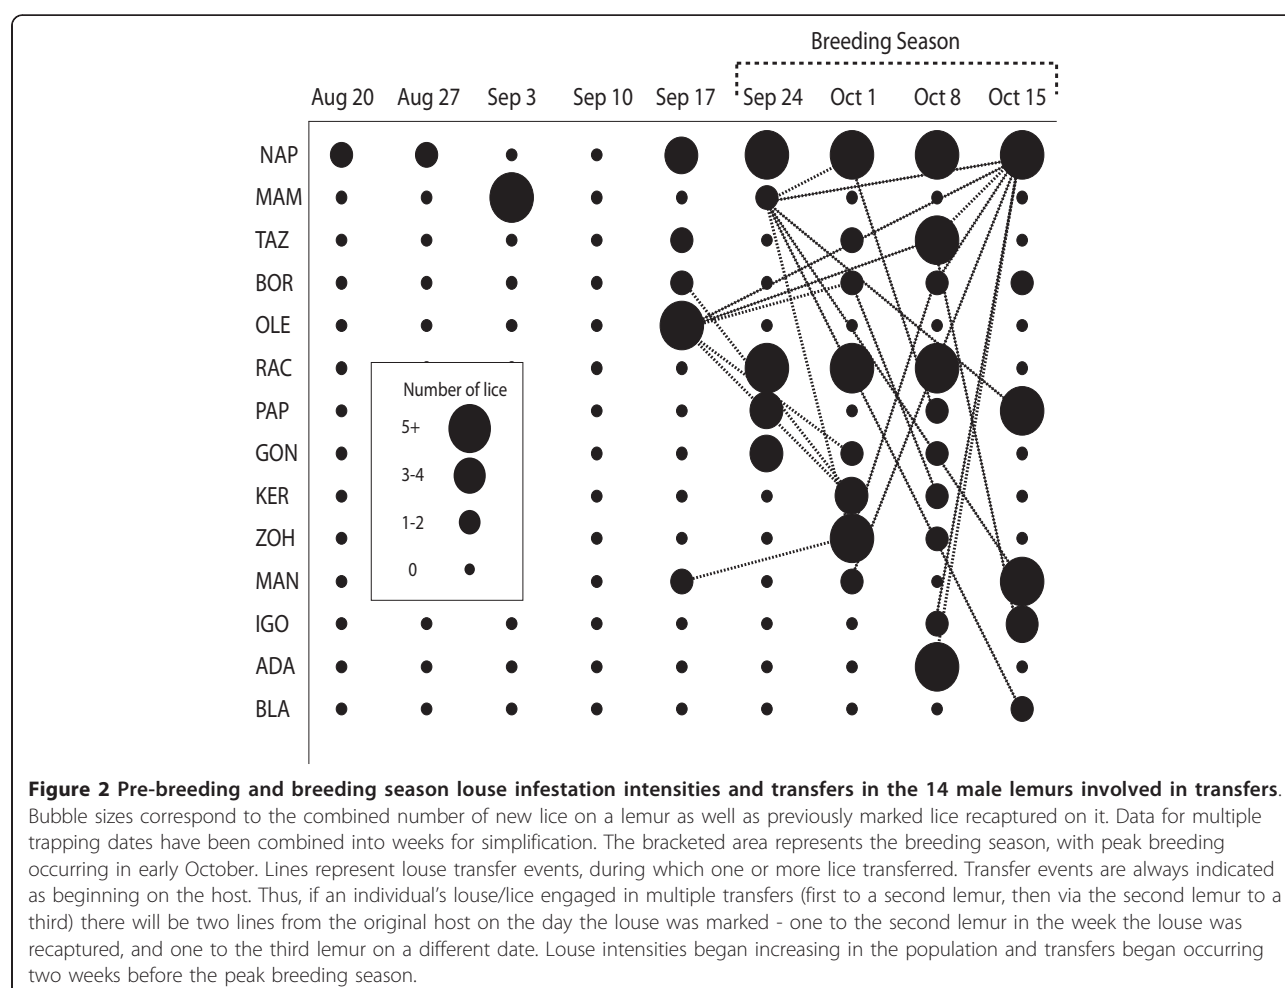 Breeding Season
Aug 20 Aug 27 Sep 3 Sep 10 Sep 17 Sep 24 Oct 1 Oct 8 Oct 15
NAP
MAM
TAZ
BOR
OLE
RAC
PAP
GON
KER
ZOH
MAN
IGO
ADA
BLA
Number of lice
5+
3-4
1-2
0
Figure 2 Pre-breeding and breeding season louse infestation intensities and transfers in the 14 male lemurs involved in transfers.
Bubble sizes correspond to the combined number of new lice on a lemur as well as previously marked lice recaptured on it. Data for multiple
trapping dates have been combined into weeks for simplification. The bracketed area represents the breeding season, with peak breeding
occurring in early October. Lines represent louse transfer events, during which one or more lice transferred. Transfer events are always indicated
as beginning on the host. Thus, if an individual's louse/lice engaged in multiple transfers (first to a second lemur, then via the second lemur to a
third) there will be two lines from the original host on the day the louse was marked - one to the second lemur in the week the louse was
recaptured, and one to the third lemur on a different date. Louse intensities began increasing in the population and transfers began occurring
two weeks before the peak breeding season.